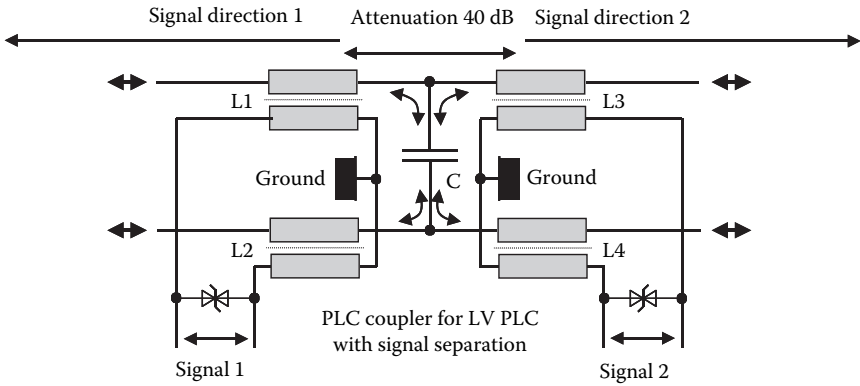 Signal direction 1
Attenuation 40 dB
Signal direction 2
L1
L3
Ground
C
Ground
L2
L4
PLC coupler for LV PLC
with signal separation
Signal 1
Signal 2